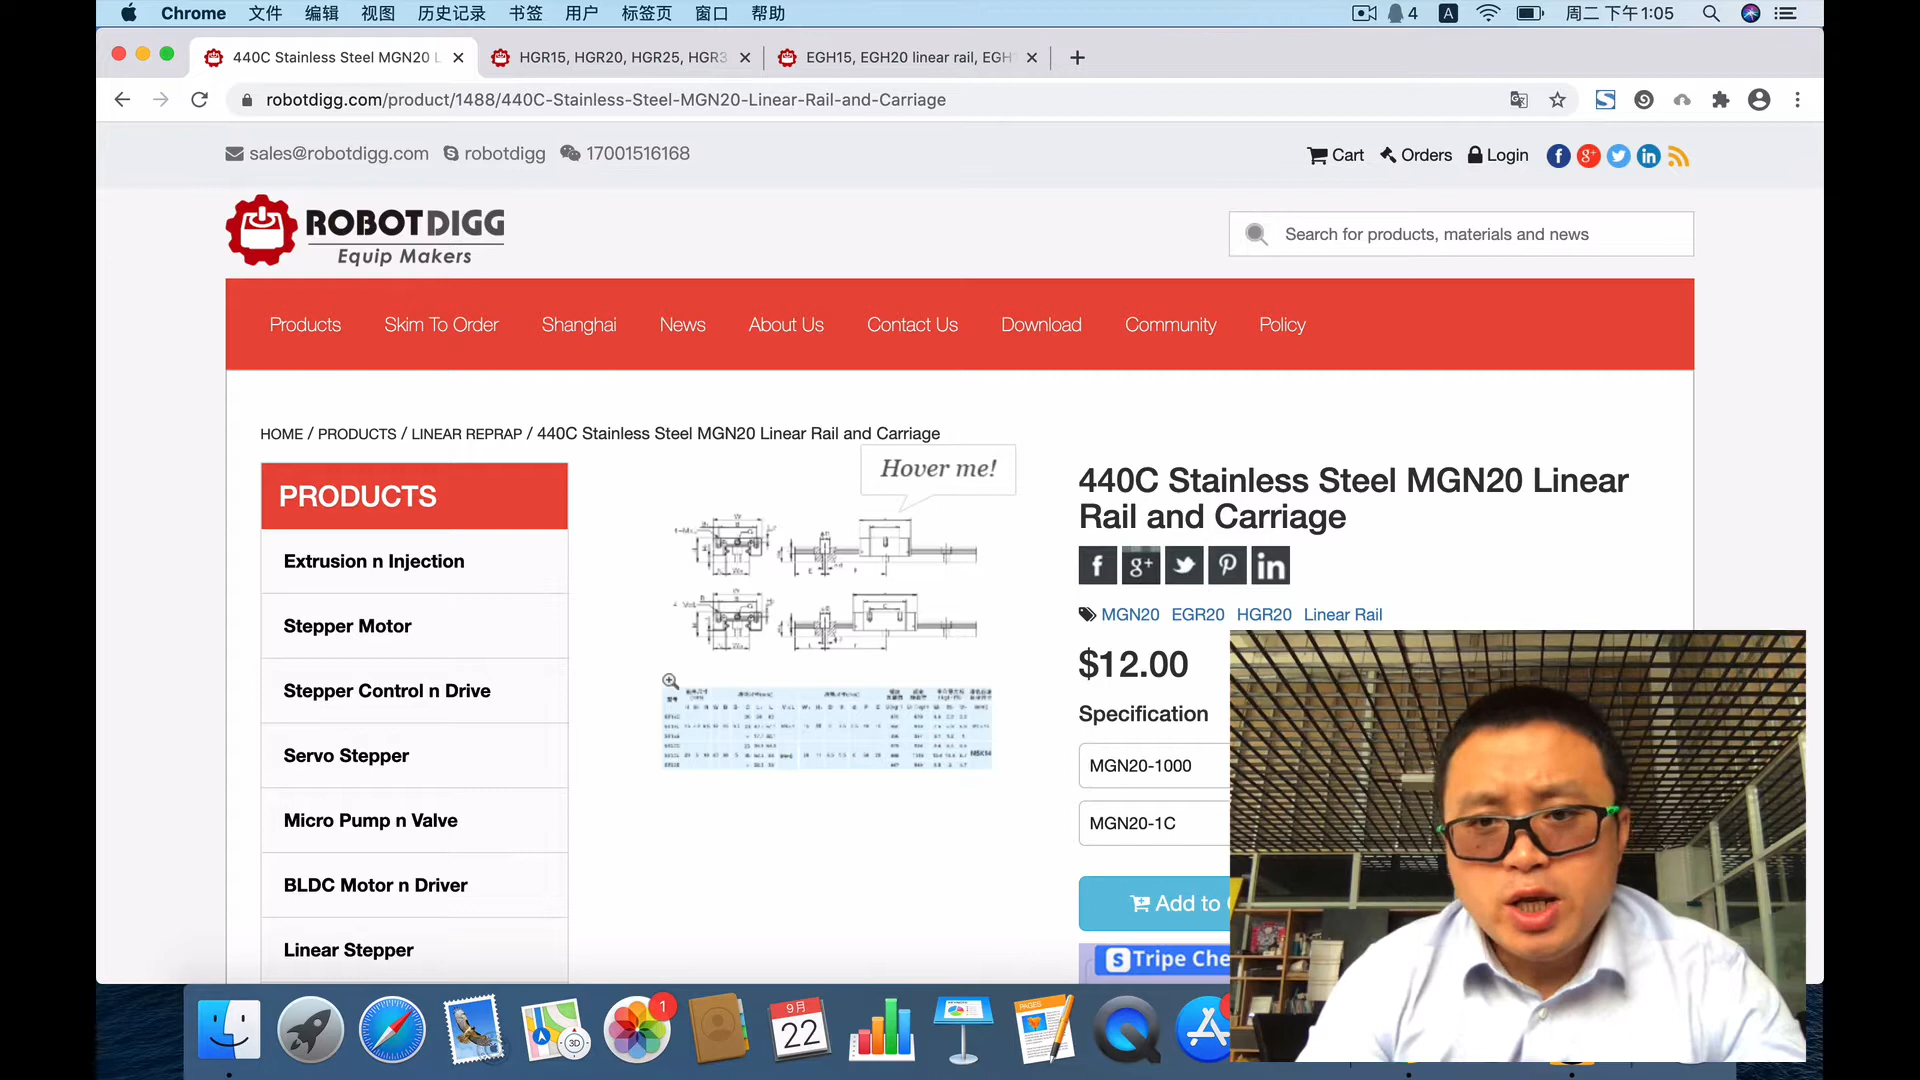 Chrome 文件 编辑 视图 历史记录 书签 用户 标签页 窗口 帮助 4 A 周二 下午1:05
440C Stainless Steel MGN20 L
HGR15, HGR20, HGR25, HGR3
EGH15, EGH20 linear rail, EGH
robotdigg.com/product/1488/440C-Stainless-Steel-MGN20-Linear-Rail-and-Carriage
sales@robotdigg.com robotdigg 17001516168
Cart Orders Login
ROBOTDIGG
Equip Makers
Search for products, materials and news
Products Skim To Order Shanghai News About Us Contact Us Download Community Policy
HOME / PRODUCTS / LINEAR REPRAP / 440C Stainless Steel MGN20 Linear Rail and Carriage
PRODUCTS
Extrusion n Injection
Stepper Motor
Stepper Control n Drive
Servo Stepper
Micro Pump n Valve
BLDC Motor n Driver
Linear Stepper
Hover me!
440C Stainless Steel MGN20 Linear
Rail and Carriage
MGN20 EGR20 HGR20 Linear Rail
$12.00
Specification
MGN20-1000
MGN20-1C
Add to
S Tripe Che
1
9月
22
3D
PAGES